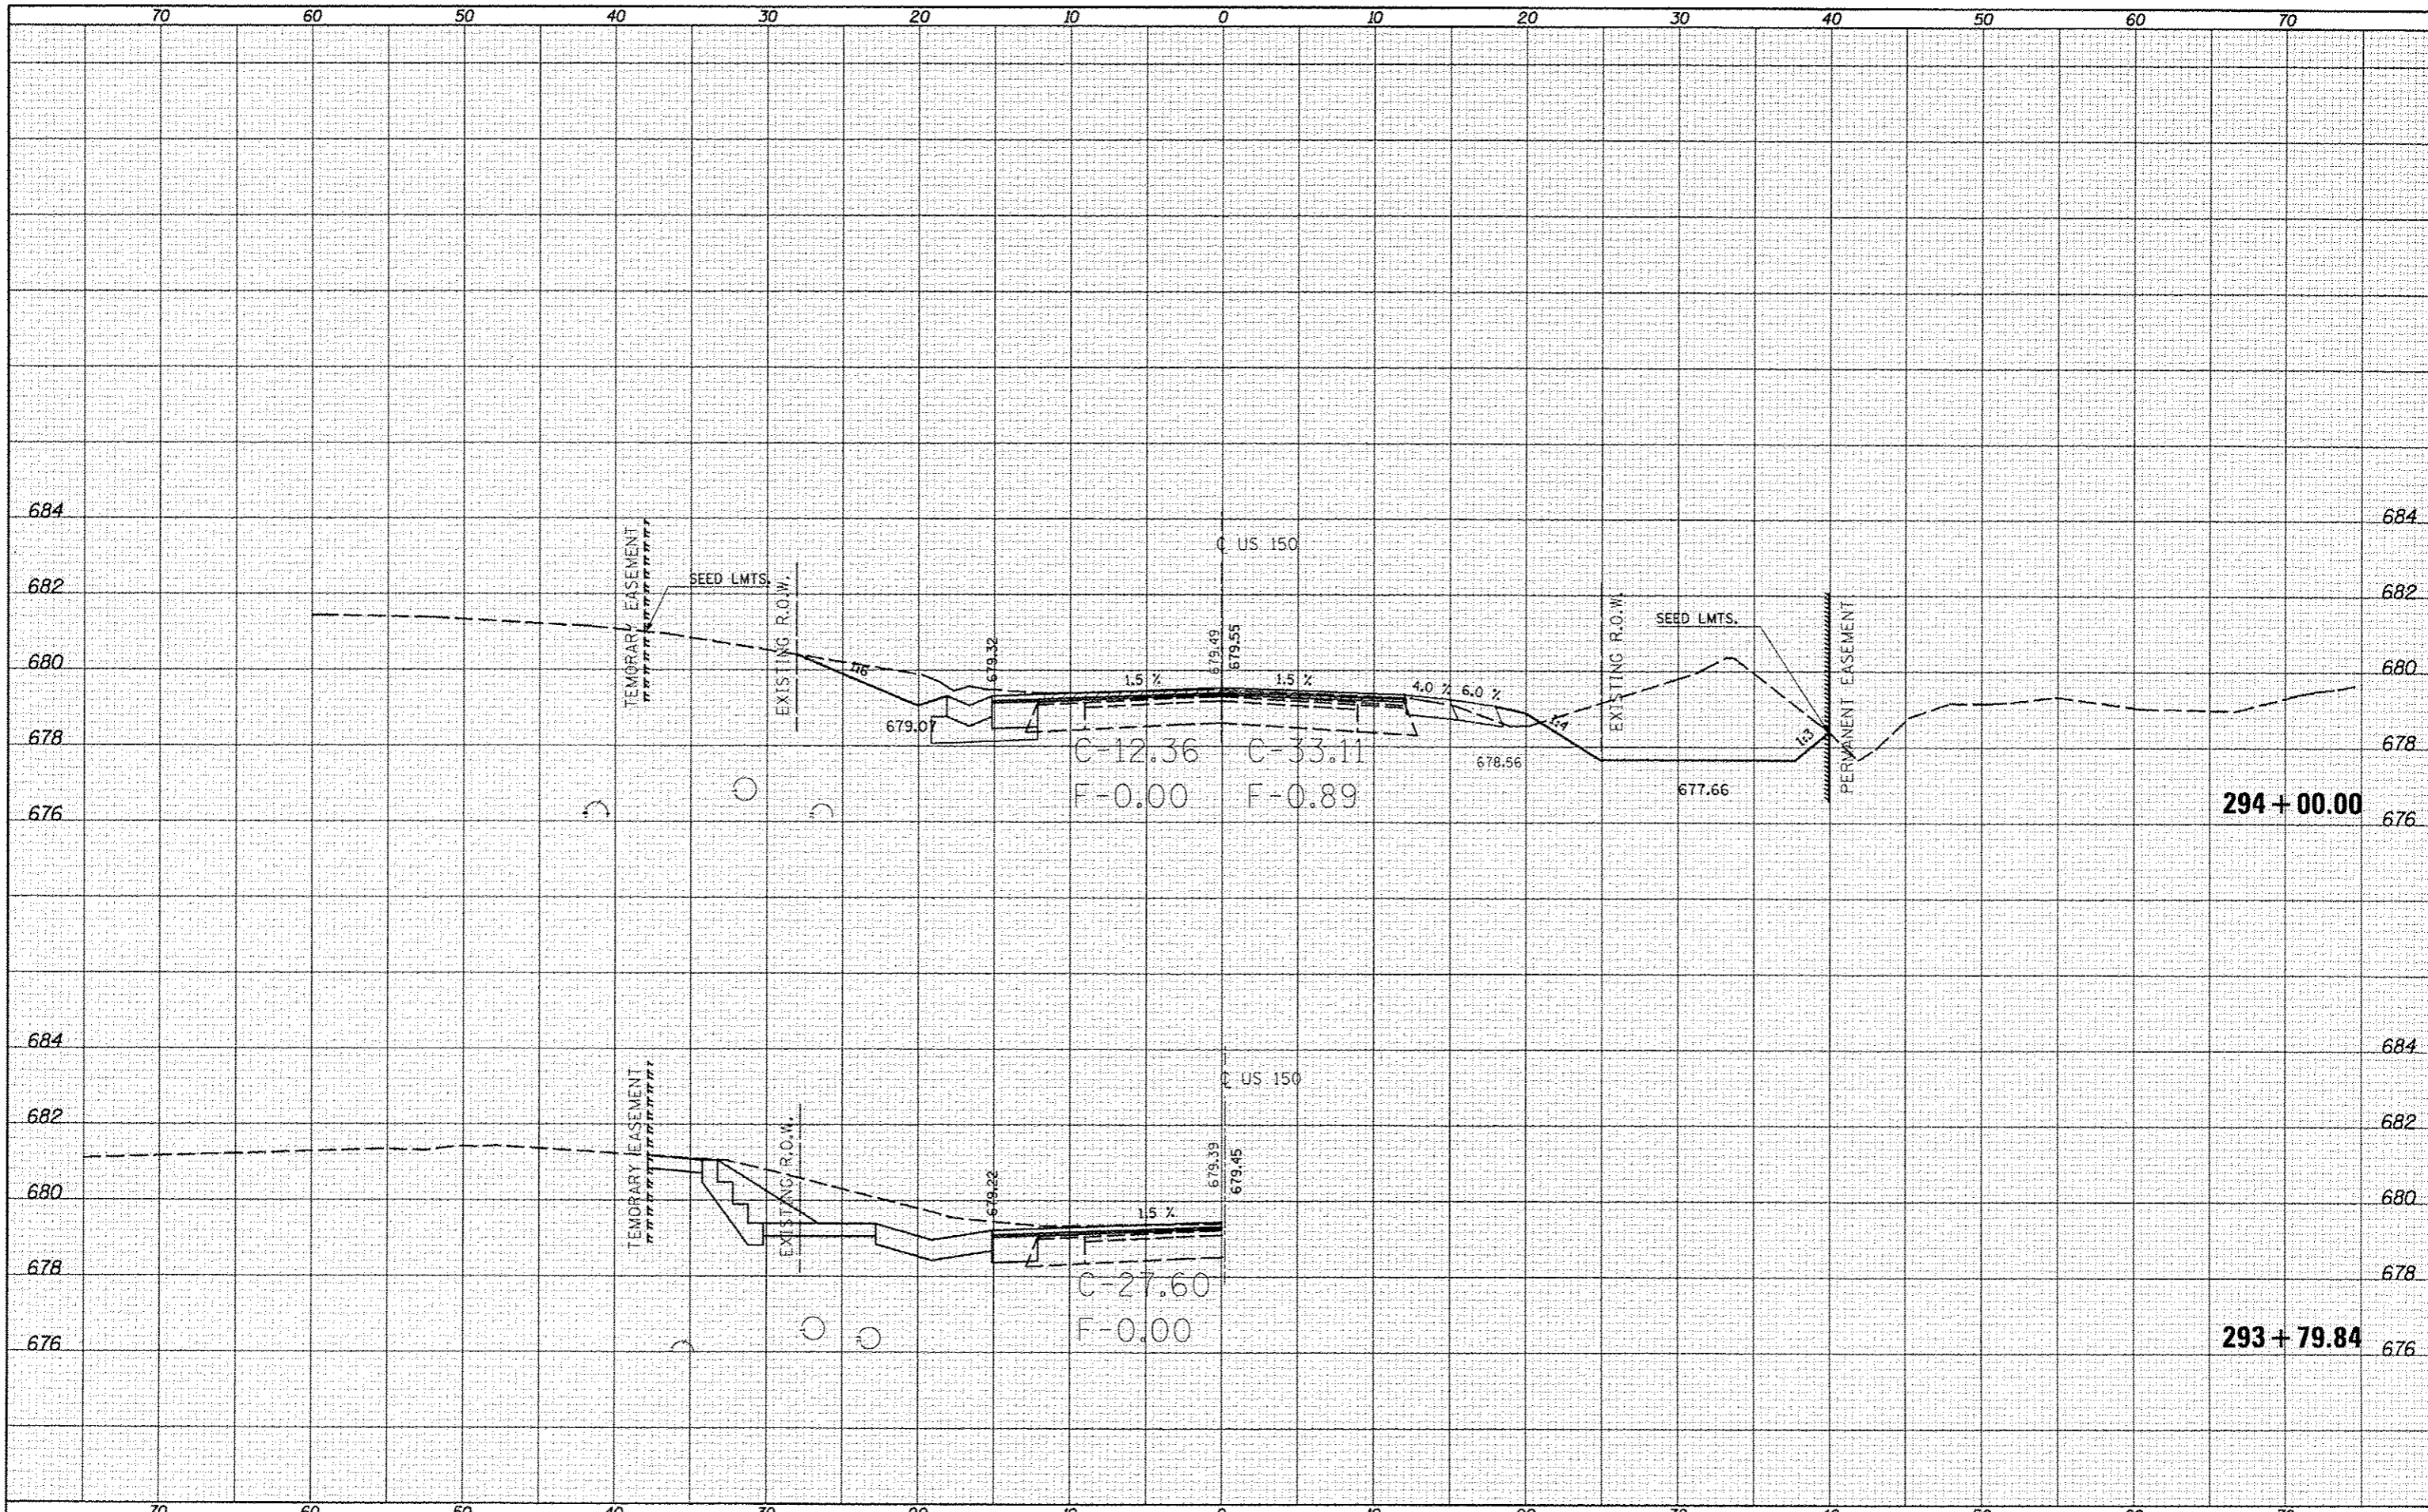 70 60 50 40 30 20 10 0 10 20 30 40 50 60 70
684 684
TEMORARY EASEMENT
SEED LMTS.
EXISTING R.O.W.
℄ US 150
682 682
EXISTING R.O.W.
SEED LMTS.
PERMANENT EASEMENT
680 680
1:6
679.32
1.5 %
679.49
679.55
1.5 %
4.0 %
6.0 %
1:4
1:3
679.07
678 678
C-12.36 C-33.11
678.56
F-0.00 F-0.89
677.66
294+00.00
676 676
684 684
TEMORARY EASEMENT
EXISTING R.O.W.
℄ US 150
682 682
679.22
679.39
679.45
680 680
1.5 %
678 678
C-27.60
F-0.00
293+79.84
676 676
70 60 50 40 30 20 10 0 10 20 30 40 50 60 70